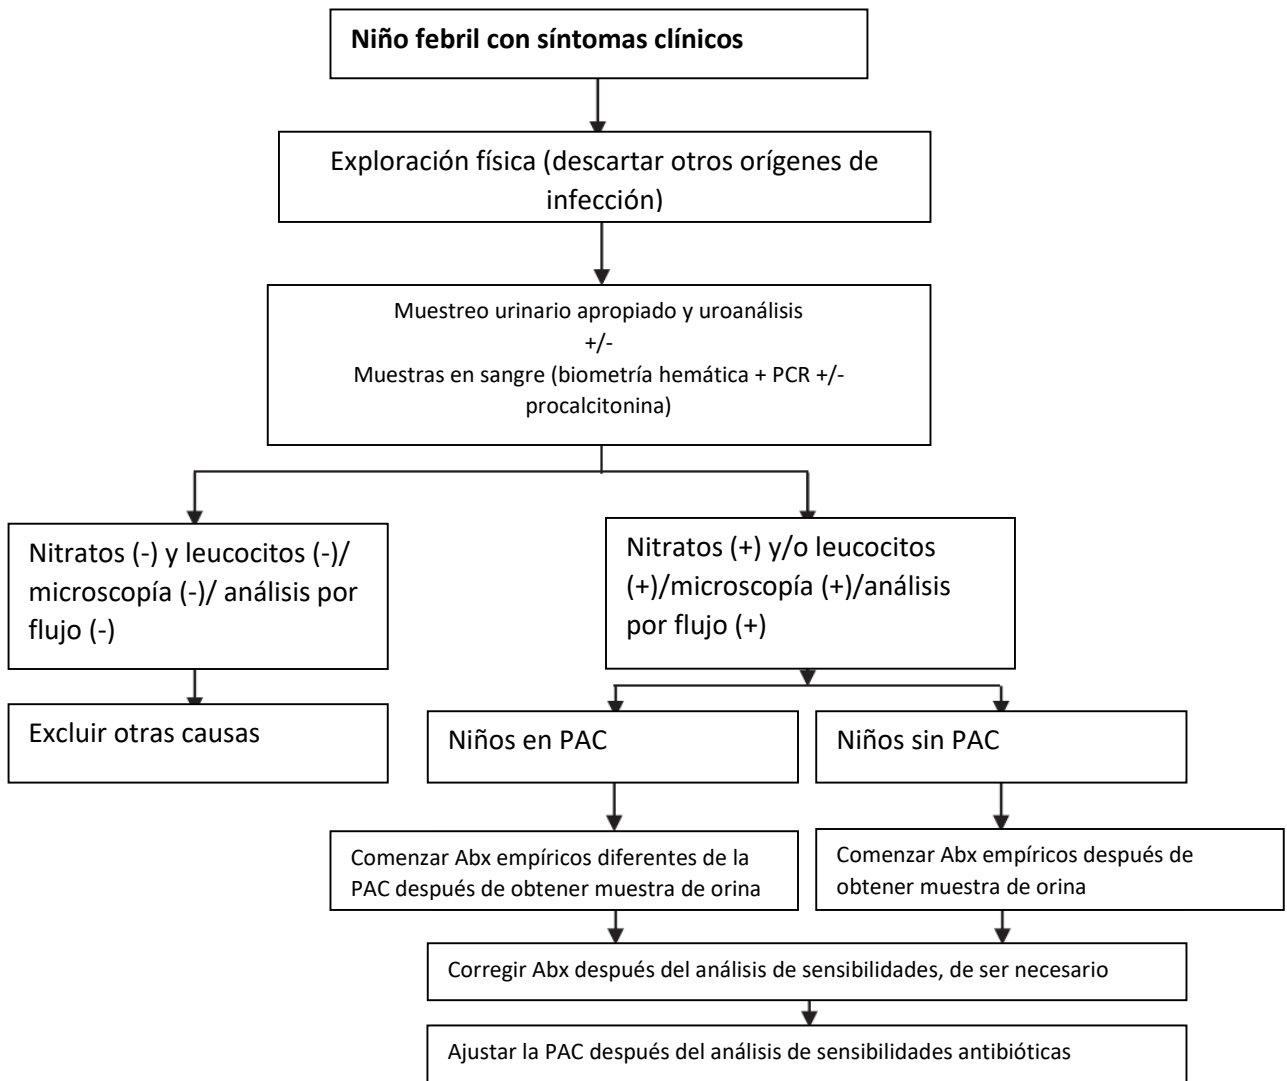 Niño febril con síntomas clínicos
Exploración física (descartar otros orígenes de
infección)
Muestreo urinario apropiado y uroanálisis
+/-
Muestras en sangre (biometría hemática + PCR +/-
procalcitonina)
Nitratos (-) y leucocitos (-)/
microscopía (-)/ análisis por
flujo (-)
Nitratos (+) y/o leucocitos
(+)/microscopía (+)/análisis
por flujo (+)
Excluir otras causas
Niños en PAC
Niños sin PAC
Comenzar Abx empíricos diferentes de la
PAC después de obtener muestra de orina
Comenzar Abx empíricos después de
obtener muestra de orina
Corregir Abx después del análisis de sensibilidades, de ser necesario
Ajustar la PAC después del análisis de sensibilidades antibióticas